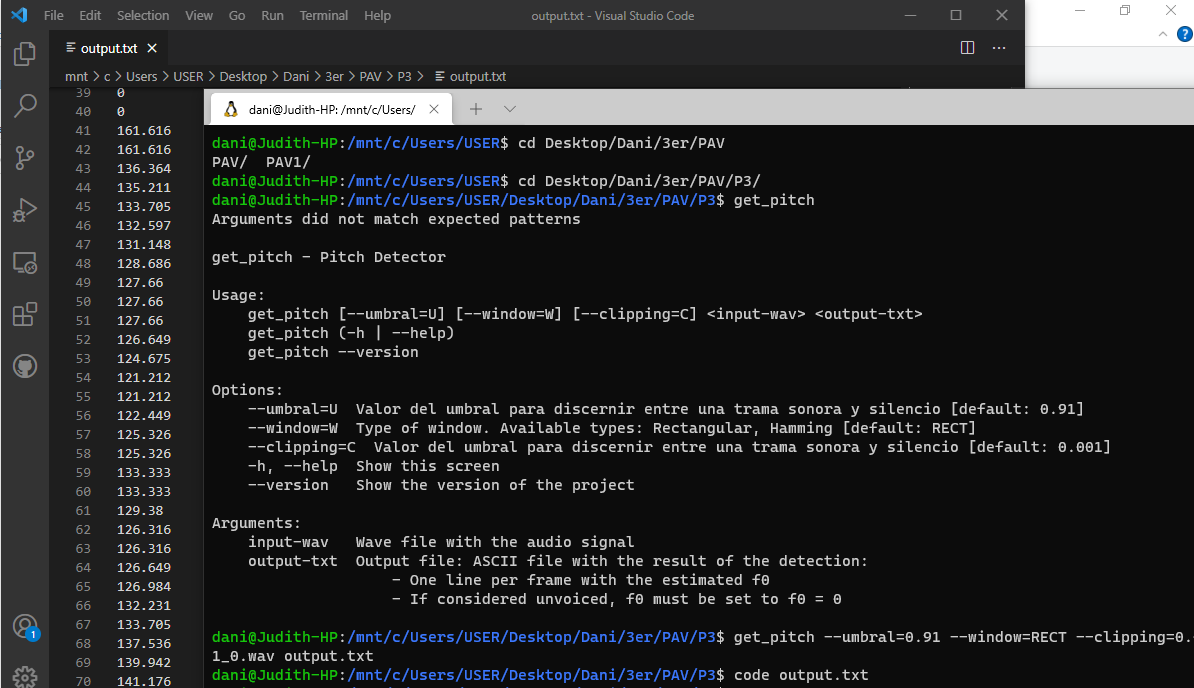 File Edit Selection View Go Run Terminal Help output.txt - Visual Studio Code
output.txt
mnt > c > Users > USER > Desktop > Dani > 3er > PAV > P3 > output.txt
39 0
40 0
41 161.616
42 161.616
43 136.364
44 135.211
45 133.705
46 132.597
47 131.148
48 128.686
49 127.66
50 127.66
51 127.66
52 126.649
53 124.675
54 121.212
55 121.212
56 122.449
57 125.326
58 125.326
59 133.333
60 133.333
61 129.38
62 126.316
63 126.316
64 126.649
65 126.984
66 132.231
67 133.705
68 137.536
69 139.942
70 141.176
1
?
dani@Judith-HP: /mnt/c/Users/
dani@Judith-HP:/mnt/c/Users/USER$ cd Desktop/Dani/3er/PAV
PAV/  PAV1/
dani@Judith-HP:/mnt/c/Users/USER$ cd Desktop/Dani/3er/PAV/P3/
dani@Judith-HP:/mnt/c/Users/USER/Desktop/Dani/3er/PAV/P3$ get_pitch
Arguments did not match expected patterns
get_pitch - Pitch Detector
Usage:
    get_pitch [--umbral=U] [--window=W] [--clipping=C] <input-wav> <output-txt>
    get_pitch (-h | --help)
    get_pitch --version
Options:
    --umbral=U  Valor del umbral para discernir entre una trama sonora y silencio [default: 0.91]
    --window=W  Type of window. Available types: Rectangular, Hamming [default: RECT]
    --clipping=C  Valor del umbral para discernir entre una trama sonora y silencio [default: 0.001]
    -h, --help  Show this screen
    --version   Show the version of the project
Arguments:
    input-wav   Wave file with the audio signal
    output-txt  Output file: ASCII file with the result of the detection:
                    - One line per frame with the estimated f0
                    - If considered unvoiced, f0 must be set to f0 = 0
dani@Judith-HP:/mnt/c/Users/USER/Desktop/Dani/3er/PAV/P3$ get_pitch --umbral=0.91 --window=RECT --clipping=0.
1_0.wav output.txt
dani@Judith-HP:/mnt/c/Users/USER/Desktop/Dani/3er/PAV/P3$ code output.txt